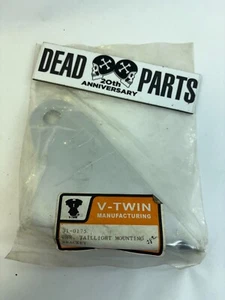 DEAD PARTS
20th
ANNIVERSARY
V-TWIN
MANUFACTURING
TAILLIGHT MOUNTING